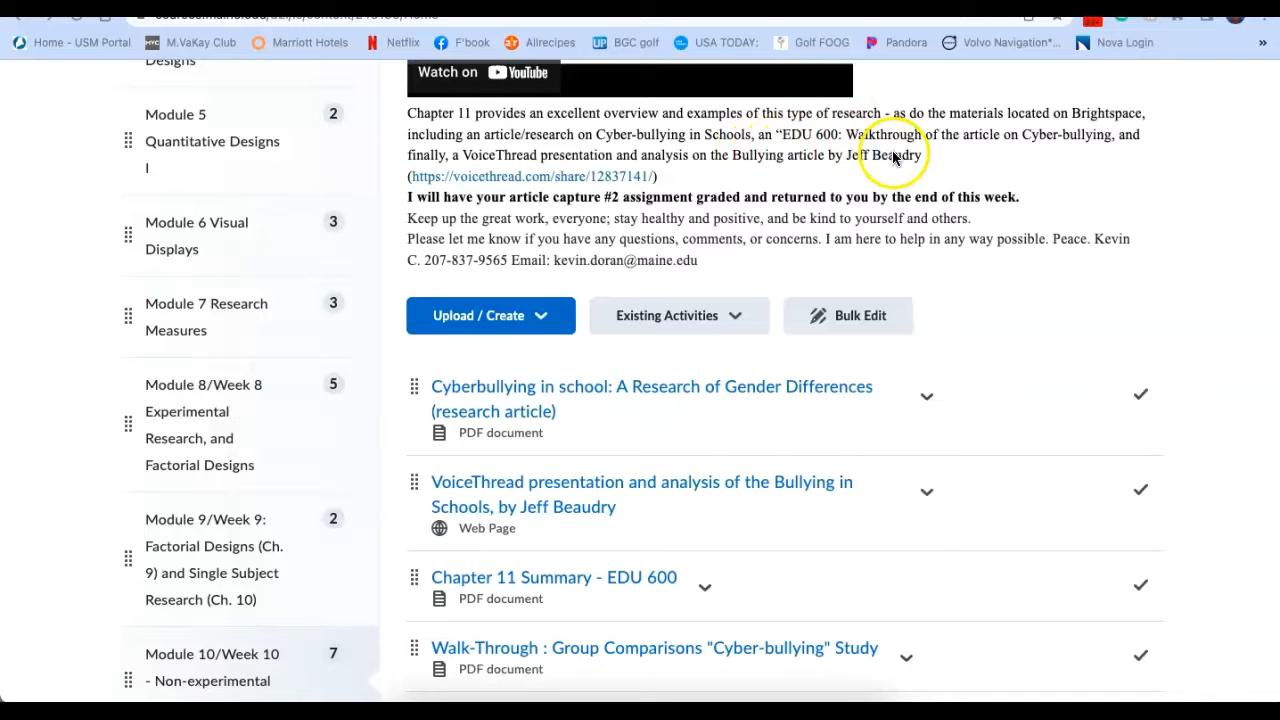 Home - USM Portal
M.VaKay Club
Marriott Hotels
Netflix
F'book
Allrecipes
UP BGC golf
USA TODAY:
Golf FOOG
Pandora
Volvo Navigation*...
Nova Login
»
Designs
Module 5 2
Quantitative Designs
I
Module 6 Visual 3
Displays
Module 7 Research 3
Measures
Module 8/Week 8 5
Experimental
Research, and
Factorial Designs
Module 9/Week 9: 2
Factorial Designs (Ch.
9) and Single Subject
Research (Ch. 10)
Module 10/Week 10 7
- Non-experimental
Watch on YouTube
Chapter 11 provides an excellent overview and examples of this type of research - as do the materials located on Brightspace,
including an article/research on Cyber-bullying in Schools, an “EDU 600: Walkthrough of the article on Cyber-bullying, and
finally, a VoiceThread presentation and analysis on the Bullying article by Jeff Beaudry
(https://voicethread.com/share/12837141/)
I will have your article capture #2 assignment graded and returned to you by the end of this week.
Keep up the great work, everyone; stay healthy and positive, and be kind to yourself and others.
Please let me know if you have any questions, comments, or concerns. I am here to help in any way possible. Peace. Kevin
C. 207-837-9565 Email: kevin.doran@maine.edu
Upload / Create
Existing Activities
Bulk Edit
Cyberbullying in school: A Research of Gender Differences
(research article)
PDF document
VoiceThread presentation and analysis of the Bullying in
Schools, by Jeff Beaudry
Web Page
Chapter 11 Summary - EDU 600
PDF document
Walk-Through : Group Comparisons "Cyber-bullying" Study
PDF document